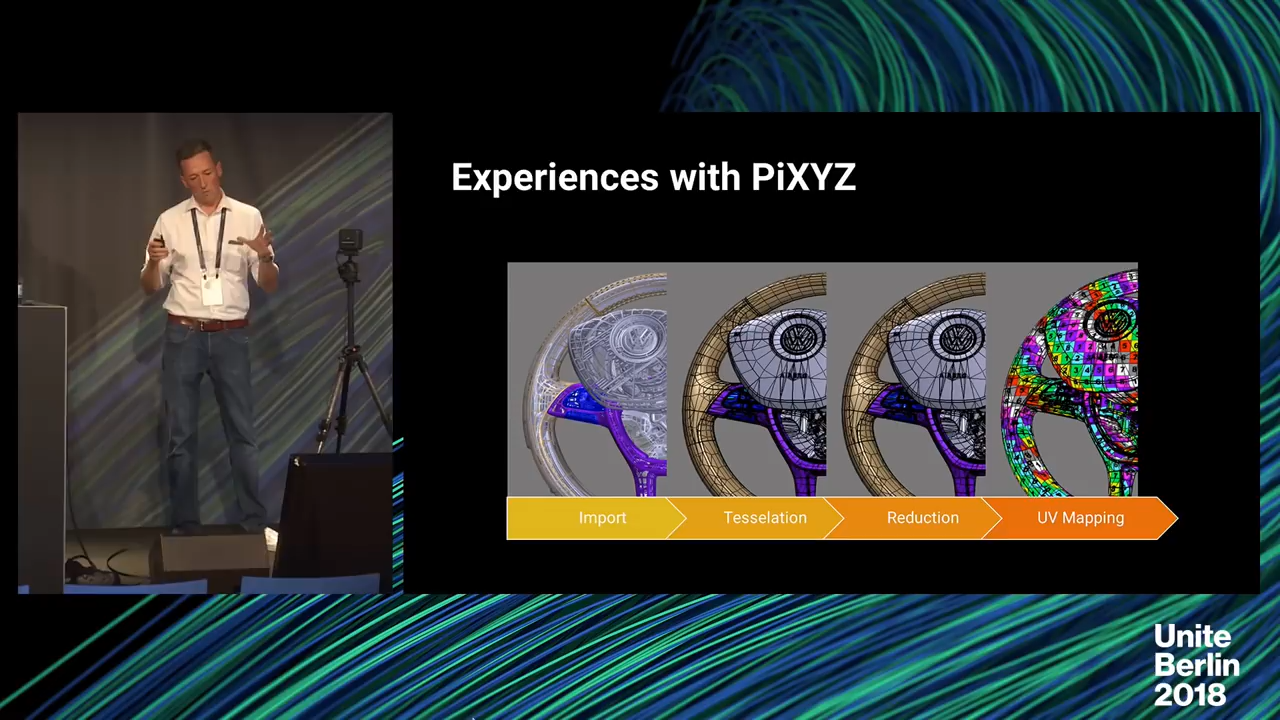 Experiences with PiXYZ
Import
Tesselation
Reduction
UV Mapping
Unite
Berlin
2018